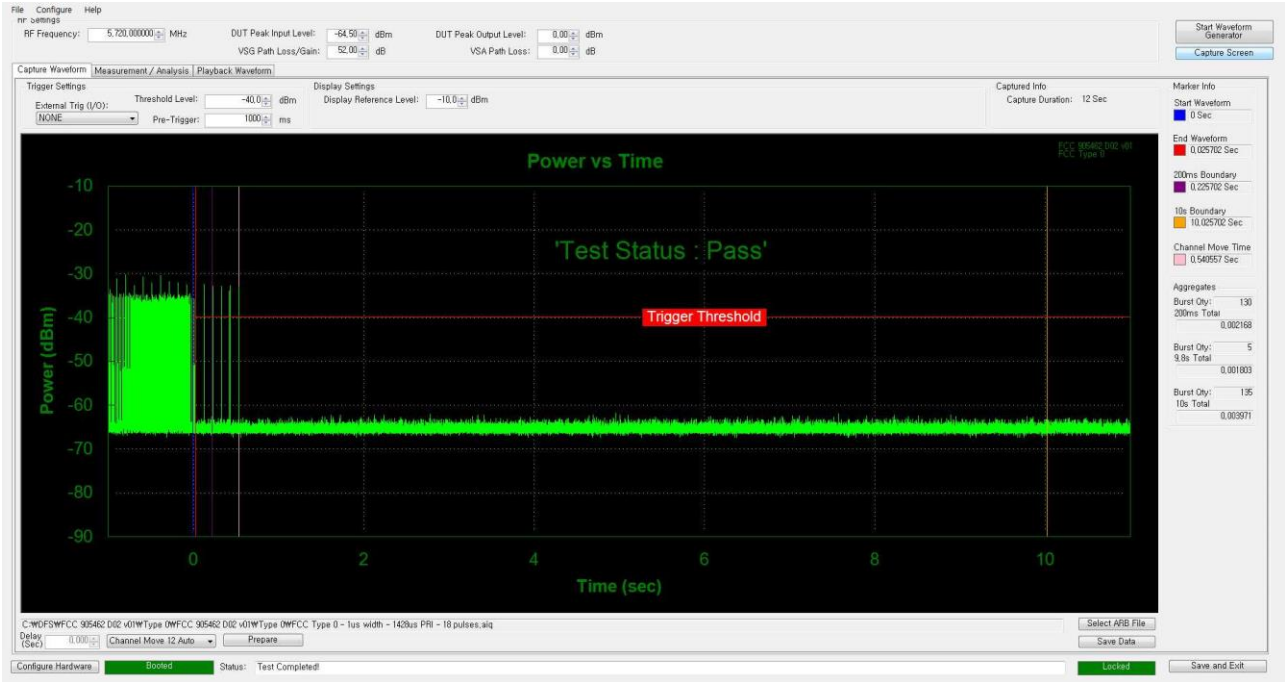 File Configure Help
RF Settings
RF Frequency: 5,720,000000 MHz DUT Peak Input Level: -64,50 dBm DUT Peak Output Level: 0,00 dBm
VSG Path Loss/Gain: 52,00 dB VSA Path Loss: 0,00 dB
Start Waveform Generator
Capture Screen
Capture Waveform Measurement / Analysis Playback Waveform
Trigger Settings
External Trig (I/O):
NONE
Threshold Level: -40,0 dBm
Pre-Trigger: 1000 ms
Display Settings
Display Reference Level: -10,0 dBm
Captured Info
Capture Duration: 12 Sec
Marker Info
Start Waveform
0 Sec
End Waveform
0,025702 Sec
200ms Boundary
0,225702 Sec
10s Boundary
10,025702 Sec
Channel Move Time
0,540557 Sec
Aggregates
Burst Qty: 130
200ms Total
0,002168
Burst Qty: 5
9.8s Total
0,001803
Burst Qty: 135
10s Total
0,003971
Power vs Time
FCC 905462 D02 v01
FCC Type 0
'Test Status : Pass'
Trigger Threshold
Power (dBm)
-10
-20
-30
-40
-50
-60
-70
-80
-90
0 2 4 6 8 10
Time (sec)
C:₩DFS₩FCC 905462 D02 v01₩Type 0₩FCC 905462 D02 v01₩Type 0₩FCC Type 0 - 1us width - 1428us PRI - 18 pulses,aiq
Select ARB File
Delay (Sec) 0,000 Channel Move 12 Auto Prepare
Save Data
Configure Hardware Booted Status: Test Completed! Locked Save and Exit